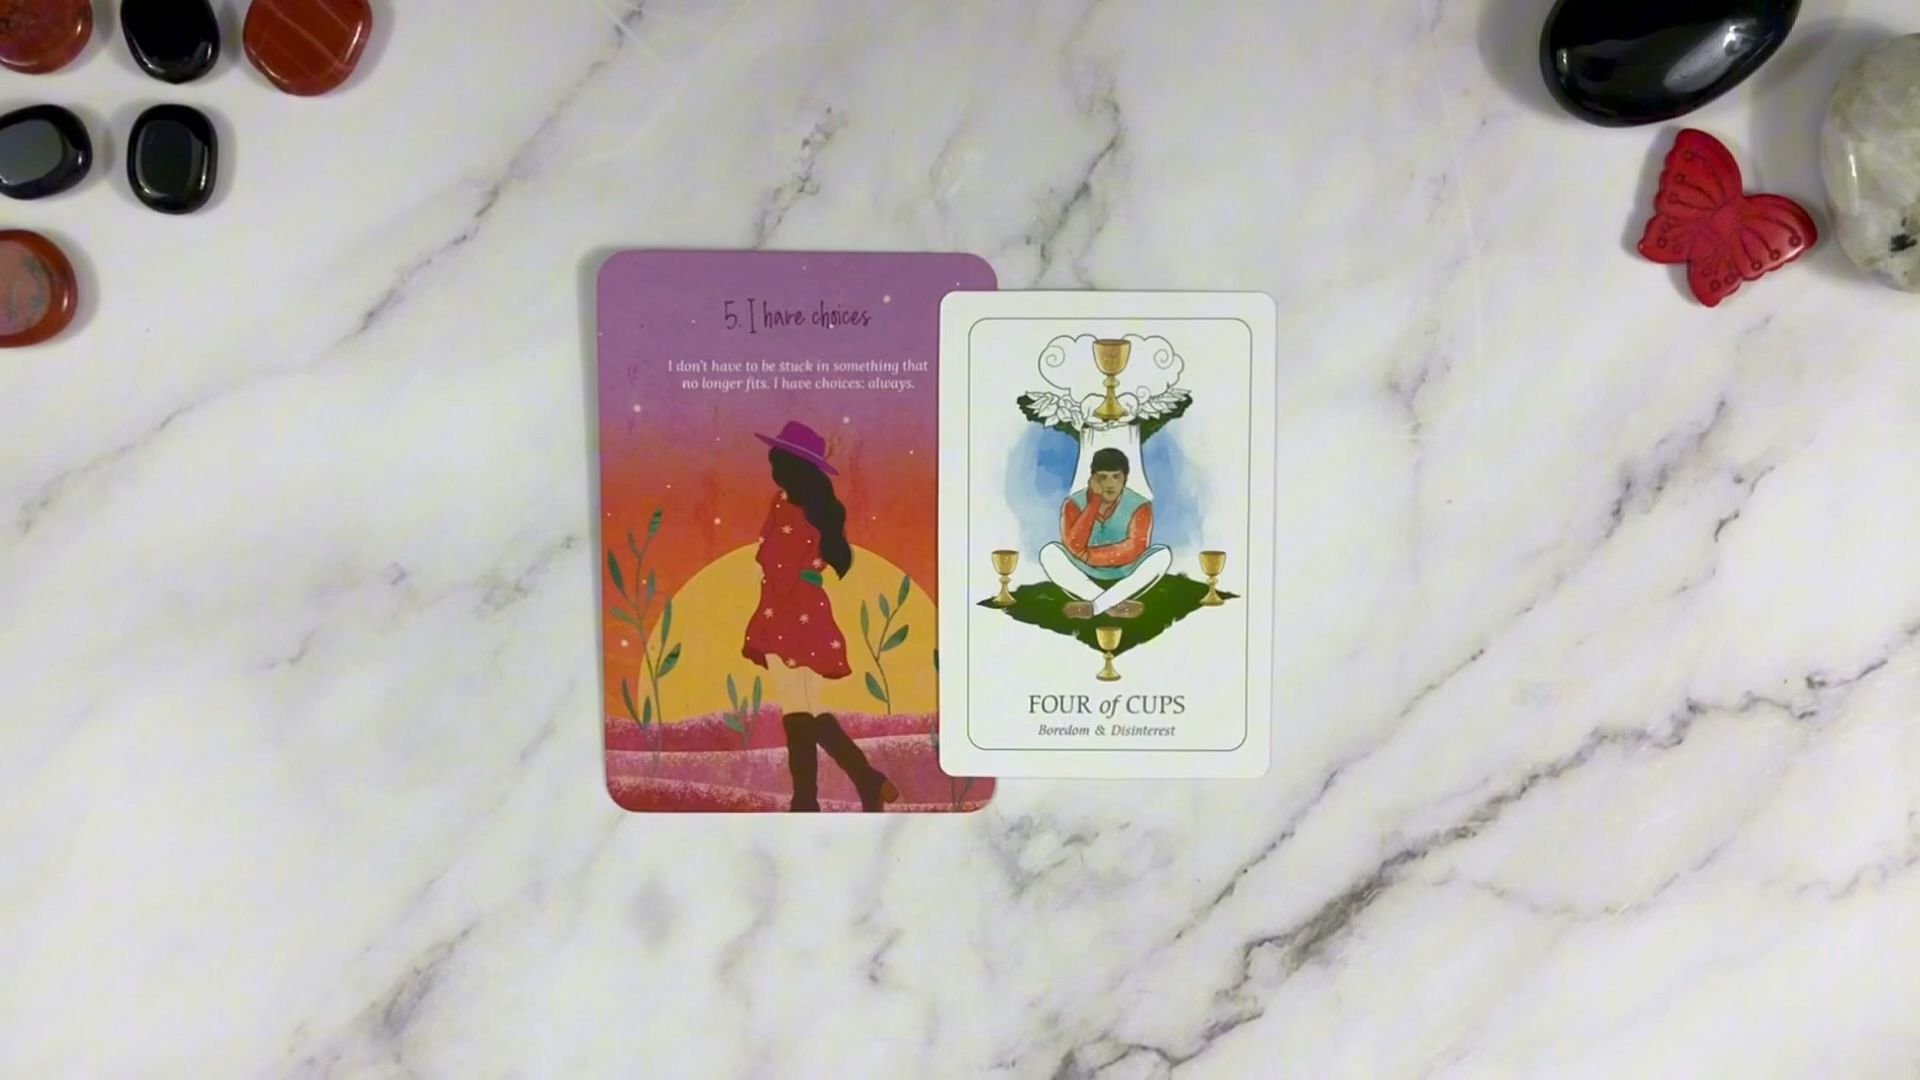 5. I have choices
I don't have to be stuck in something that
no longer fits. I have choices: always.
FOUR of CUPS
Boredom & Disinterest